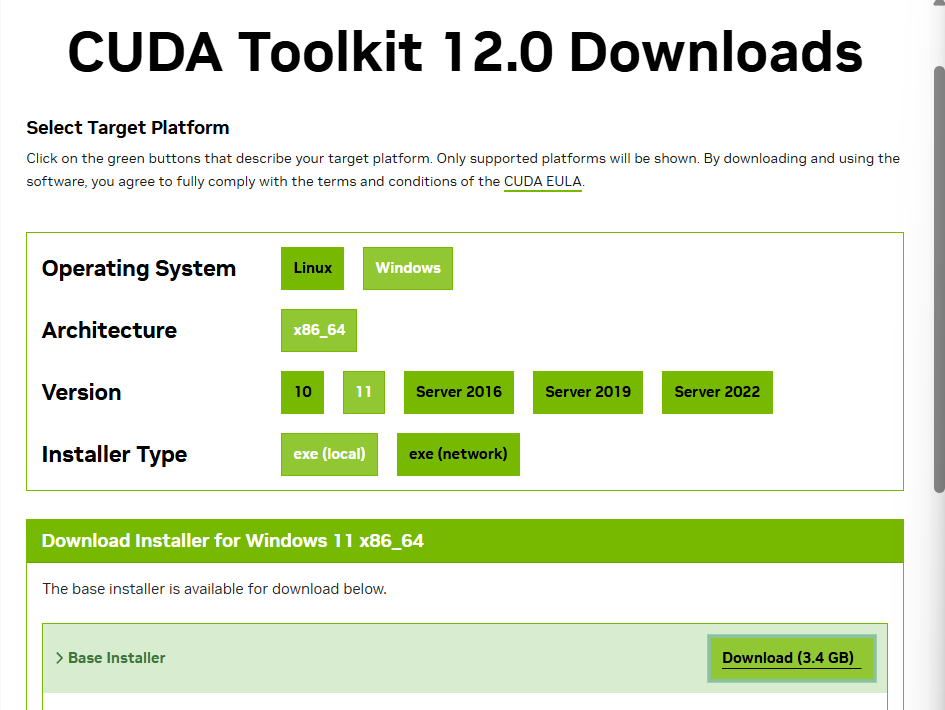 CUDA Toolkit 12.0 Downloads
Select Target Platform
Click on the green buttons that describe your target platform. Only supported platforms will be shown. By downloading and using the
software, you agree to fully comply with the terms and conditions of the CUDA EULA.
Operating System Linux Windows
Architecture x86_64
Version 10 11 Server 2016 Server 2019 Server 2022
Installer Type exe (local) exe (network)
Download Installer for Windows 11 x86_64
The base installer is available for download below.
> Base Installer Download (3.4 GB)